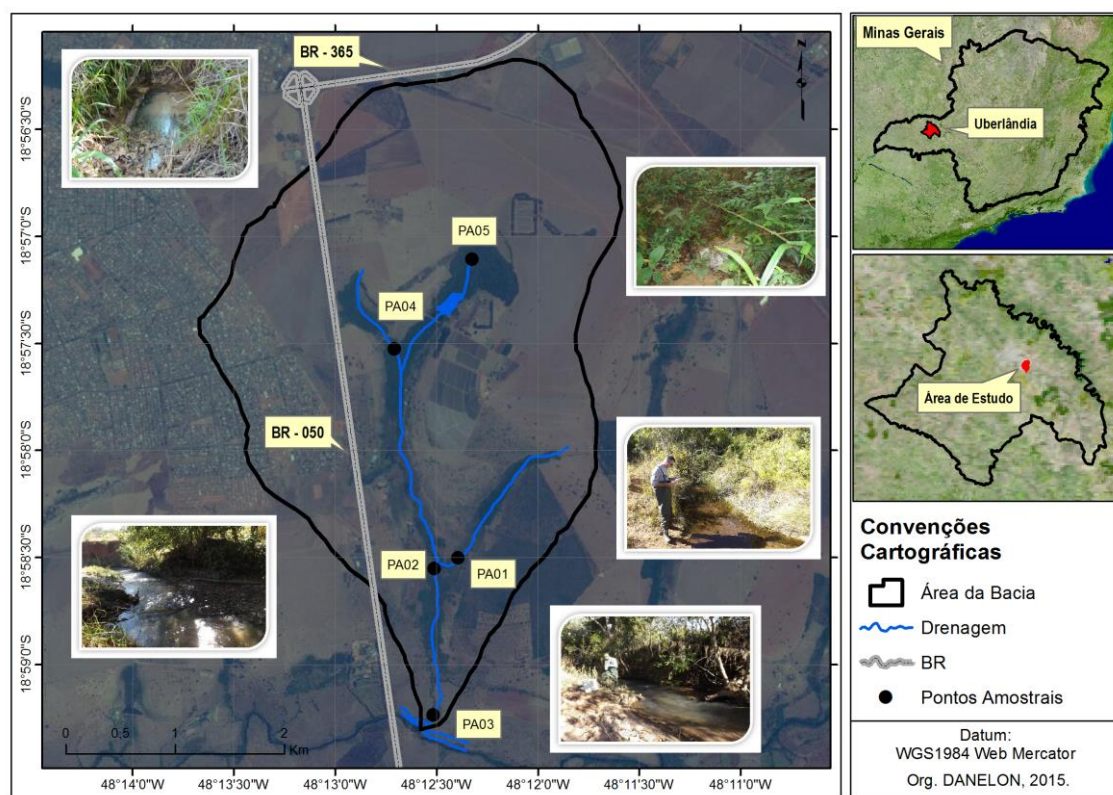 BR - 365
PA05
PA04
BR - 050
PA02
PA01
PA03
18°56'30"S
18°57'0"S
18°57'30"S
18°58'0"S
18°58'30"S
18°59'0"S
0 0,5 1 2
Km
48°14'0"W 48°13'30"W 48°13'0"W 48°12'30"W 48°12'0"W 48°11'30"W 48°11'0"W
Minas Gerais
Uberlândia
Área de Estudo
Convenções
Cartográficas
Área da Bacia
Drenagem
BR
Pontos Amostrais
Datum:
WGS1984 Web Mercator
Org. DANELON, 2015.